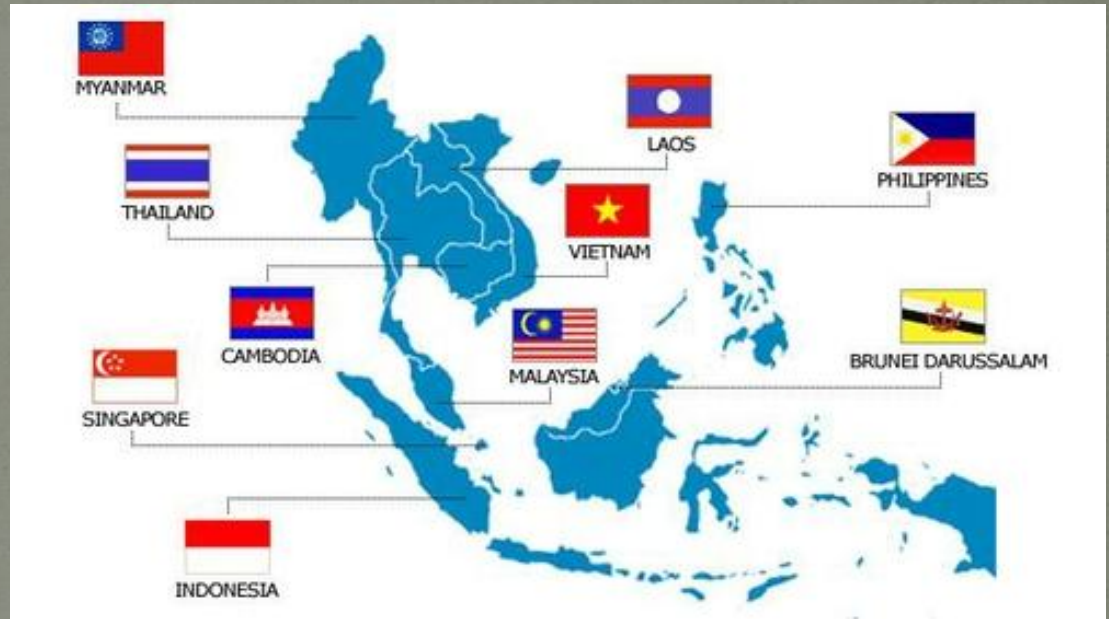 MYANMAR
LAOS
PHILIPPINES
THAILAND
VIETNAM
CAMBODIA
MALAYSIA
BRUNEI DARUSSALAM
SINGAPORE
INDONESIA